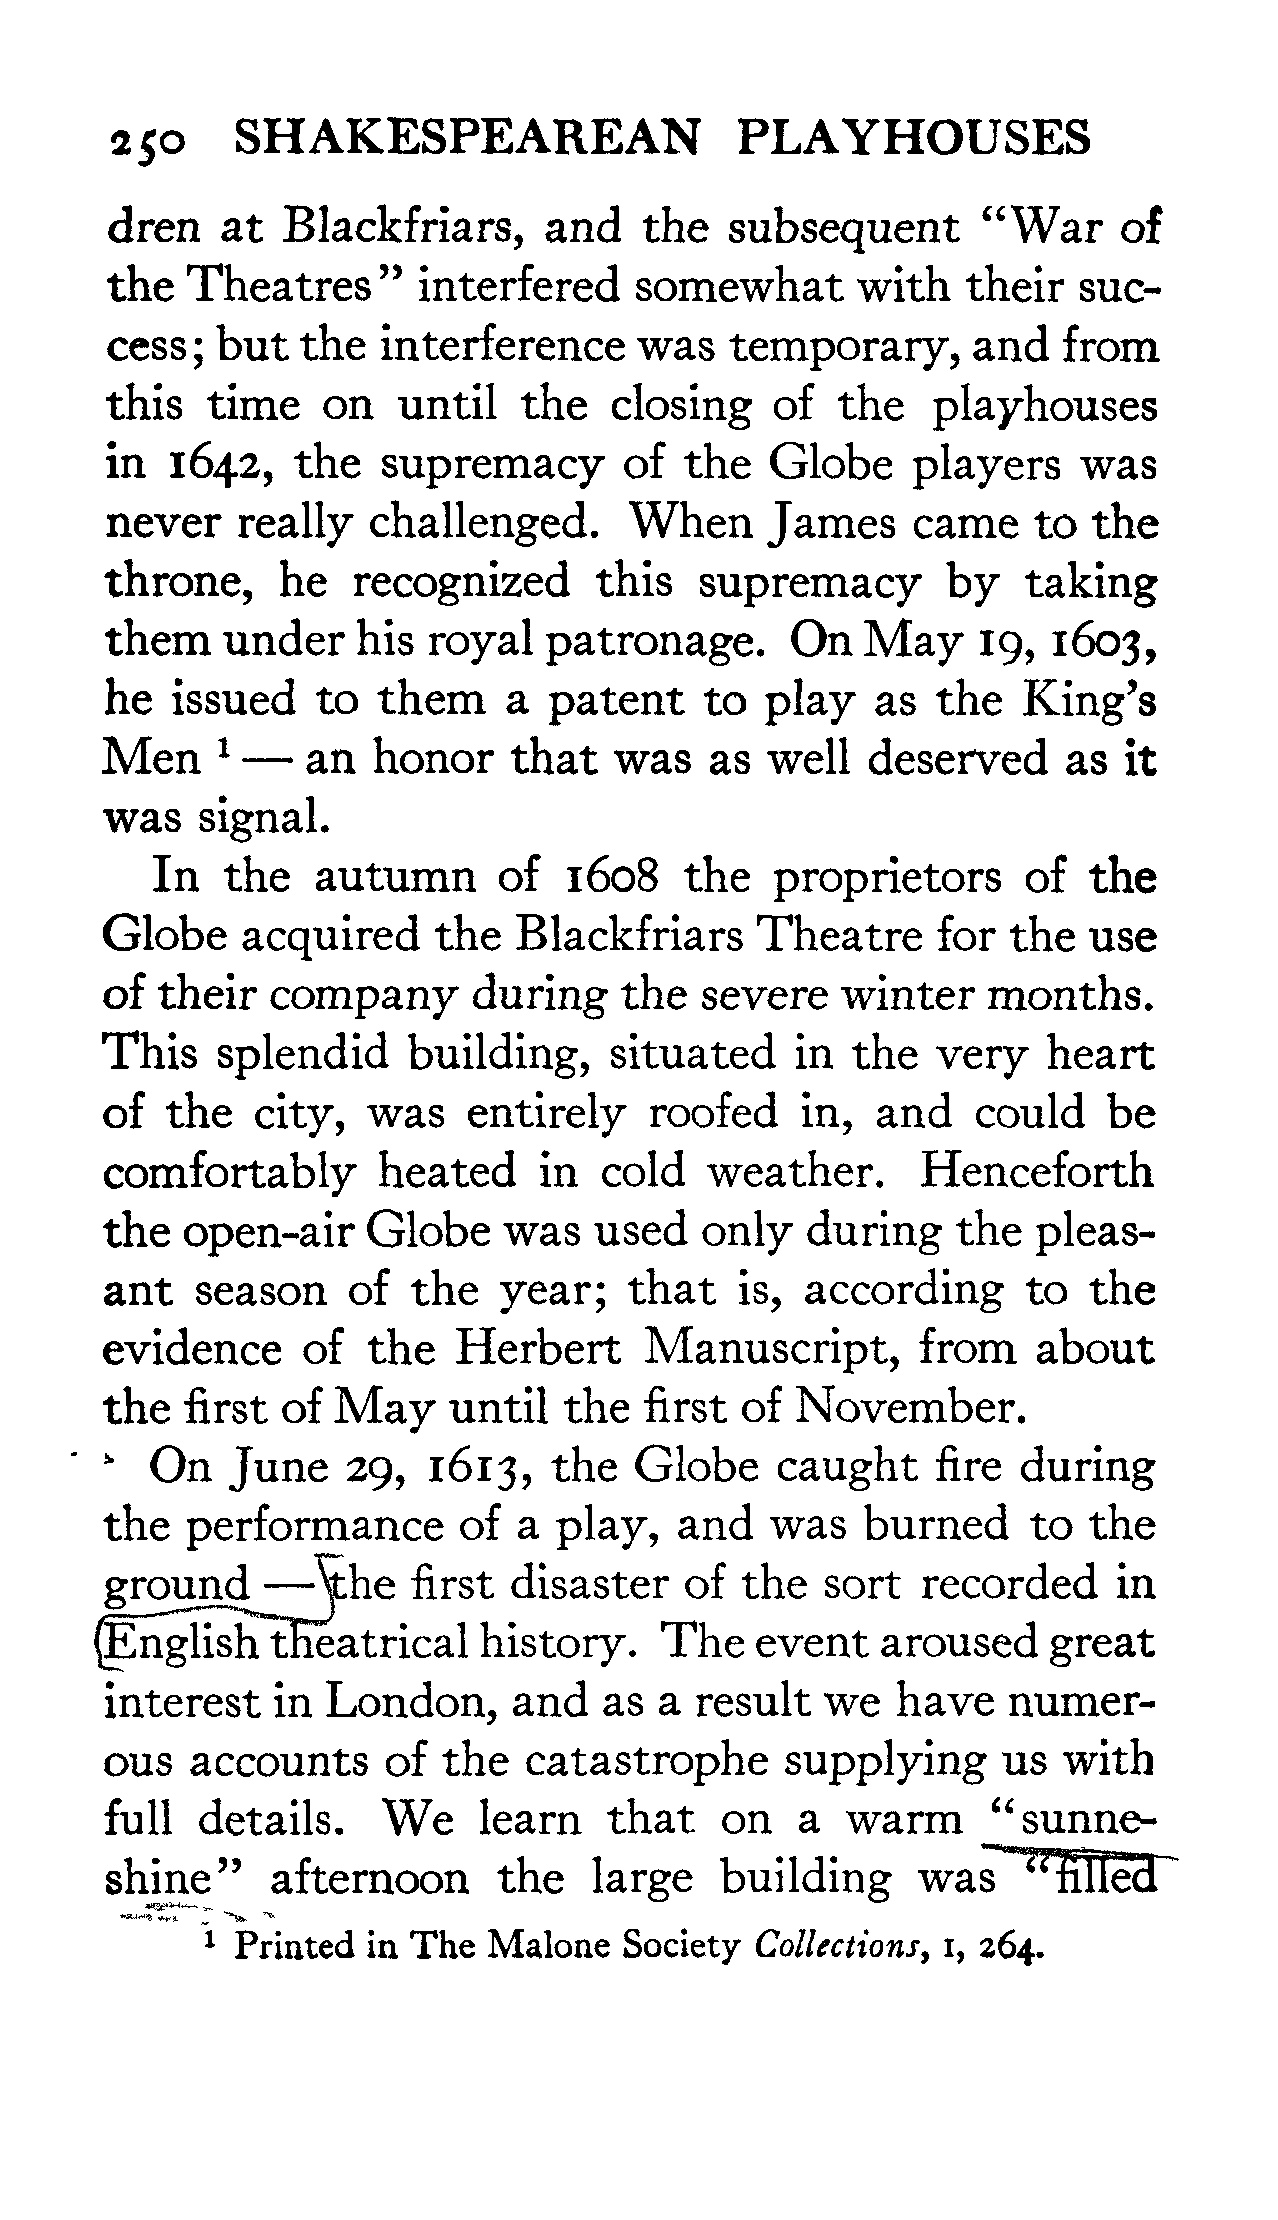 250 SHAKESPEAREAN PLAYHOUSES
dren at Blackfriars, and the subsequent “War of
the Theatres” interfered somewhat with their suc-
cess; but the interference was temporary, and from
this time on until the closing of the playhouses
in 1642, the supremacy of the Globe players was
never really challenged. When James came to the
throne, he recognized this supremacy by taking
them under his royal patronage. On May 19, 1603,
he issued to them a patent to play as the King’s
Men ¹ — an honor that was as well deserved as it
was signal.
In the autumn of 1608 the proprietors of the
Globe acquired the Blackfriars Theatre for the use
of their company during the severe winter months.
This splendid building, situated in the very heart
of the city, was entirely roofed in, and could be
comfortably heated in cold weather. Henceforth
the open-air Globe was used only during the pleas-
ant season of the year; that is, according to the
evidence of the Herbert Manuscript, from about
the first of May until the first of November.
On June 29, 1613, the Globe caught fire during
the performance of a play, and was burned to the
ground — the first disaster of the sort recorded in
English theatrical history. The event aroused great
interest in London, and as a result we have numer-
ous accounts of the catastrophe supplying us with
full details. We learn that on a warm “sunne-
shine” afternoon the large building was “filled
¹ Printed in The Malone Society Collections, I, 264.